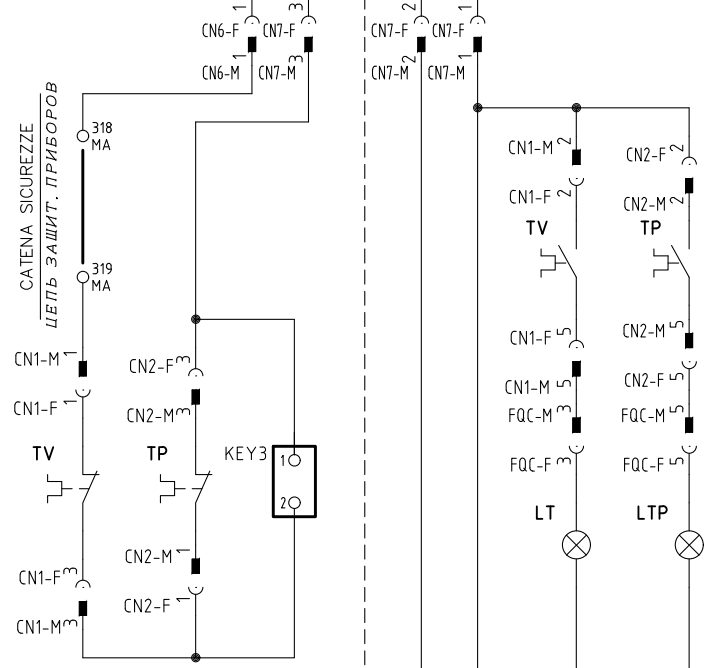 1 3 2 1
CN6-F CN7-F CN7-F CN7-F
1 3 2 1
CN6-M CN7-M CN7-M CN7-M
CATENA SICUREZZE
ЦЕПЬ ЗАЩИТ. ПРИБОРОВ
318
MA
319
MA
CN1-M 2
CN1-F 2
TV
CN2-F 2
CN2-M 2
TP
CN1-M 1
CN1-F 1
TV
CN1-F 3
CN1-M 3
CN2-F 3
CN2-M 3
TP
CN2-M 1
CN2-F 1
KEY3
1
2
CN1-F 5
CN1-M 5
FQC-M 3
FQC-F 3
LT
CN2-M 5
CN2-F 5
FQC-M 5
FQC-F 5
LTP